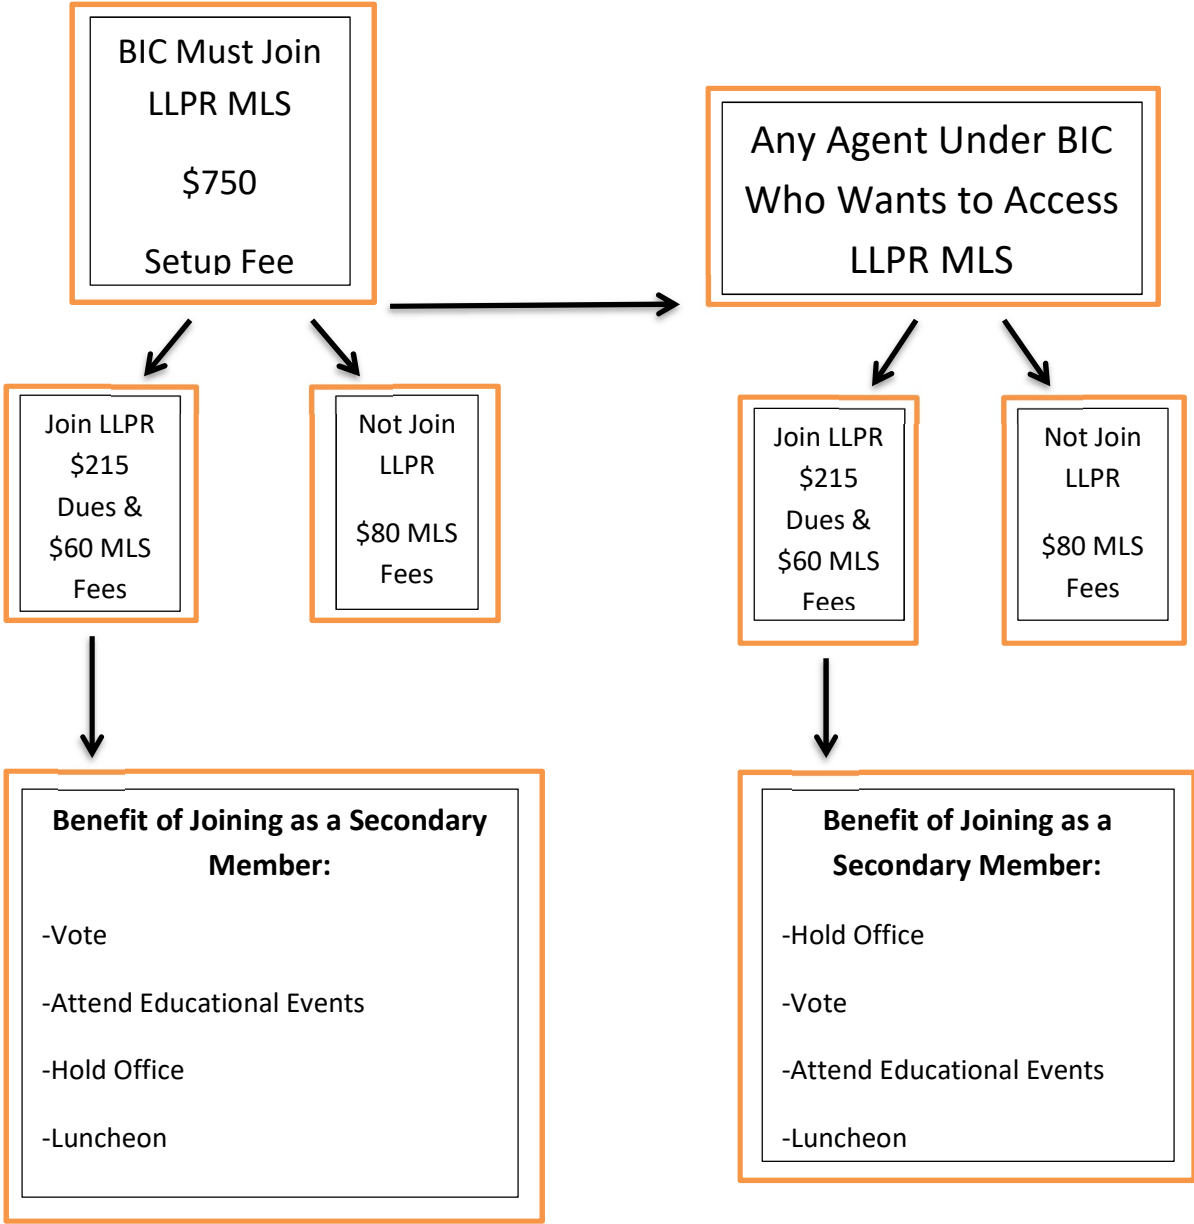 BIC Must Join
LLPR MLS
$750
Setup Fee
Any Agent Under BIC
Who Wants to Access
LLPR MLS
Join LLPR
$215
Dues &
$60 MLS
Fees
Not Join
LLPR
$80 MLS
Fees
Join LLPR
$215
Dues &
$60 MLS
Fees
Not Join
LLPR
$80 MLS
Fees
Benefit of Joining as a Secondary
Member:
-Vote
-Attend Educational Events
-Hold Office
-Luncheon
Benefit of Joining as a
Secondary Member:
-Hold Office
-Vote
-Attend Educational Events
-Luncheon